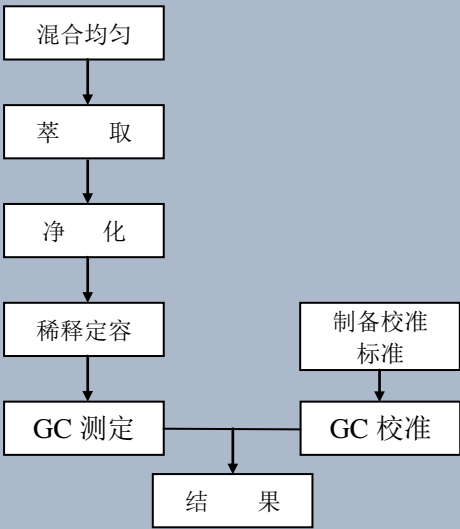 混合均匀
萃 取
净 化
稀释定容
制备校准
标准
GC 测定
GC 校准
结 果